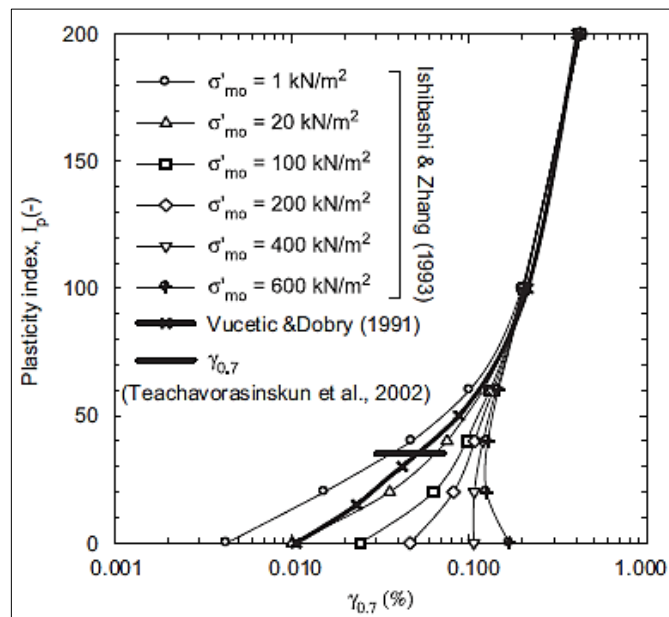 200
150
100
50
0
Plasticity index, Iₚ(-)
σ'mo = 1 kN/m²
σ'mo = 20 kN/m²
σ'mo = 100 kN/m²
σ'mo = 200 kN/m²
σ'mo = 400 kN/m²
σ'mo = 600 kN/m²
Ishibashi & Zhang (1993)
Vucetic &Dobry (1991)
γ0.7
(Teachavorasinskun et al., 2002)
0.001 0.010 0.100 1.000
γ0.7 (%)